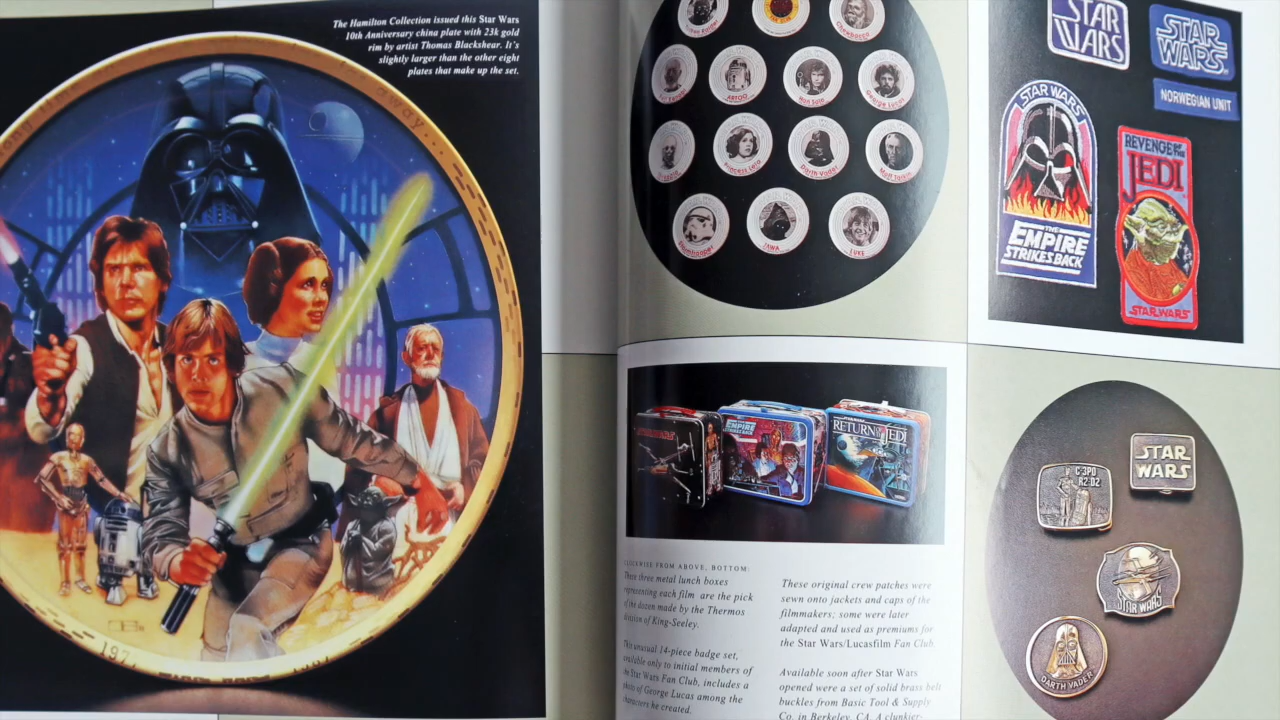 The Hamilton Collection issued this Star Wars
10th Anniversary china plate with 23k gold
rim by artist Thomas Blackshear. It's
slightly larger than the other eight
plates that make up the set.
away...
197
ARTOO
Han Solo
George Lucas
Princess Leia
Darth Vader
JAWA
LUKE
STAR
WARS
STAR
WARS
NORWEGIAN UNIT
STAR WARS
THE
EMPIRE
STRIKES BACK
REVENGE OF THE
JEDI
STAR WARS
EMPIRE
RETURN OF THE JEDI
C-3PO
R2-D2
STAR
WARS
STAR WARS
DARTH VADER
CLOCKWISE FROM ABOVE, BOTTOM:
These three metal lunch boxes
representing each film are the pick
of the dozen made by the Thermos
division of King-Seeley.
This unusual 14-piece badge set,
available only to initial members of
the Star Wars Fan Club, includes a
photo of George Lucas among the
characters he created.
These original crew patches were
sewn onto jackets and caps of the
filmmakers; some were later
adapted and used as premiums for
the Star Wars/Lucasfilm Fan Club.
Available soon after Star Wars
opened were a set of solid brass belt
buckles from Basic Tool & Supply
Co. in Berkeley, CA. A clunkier-